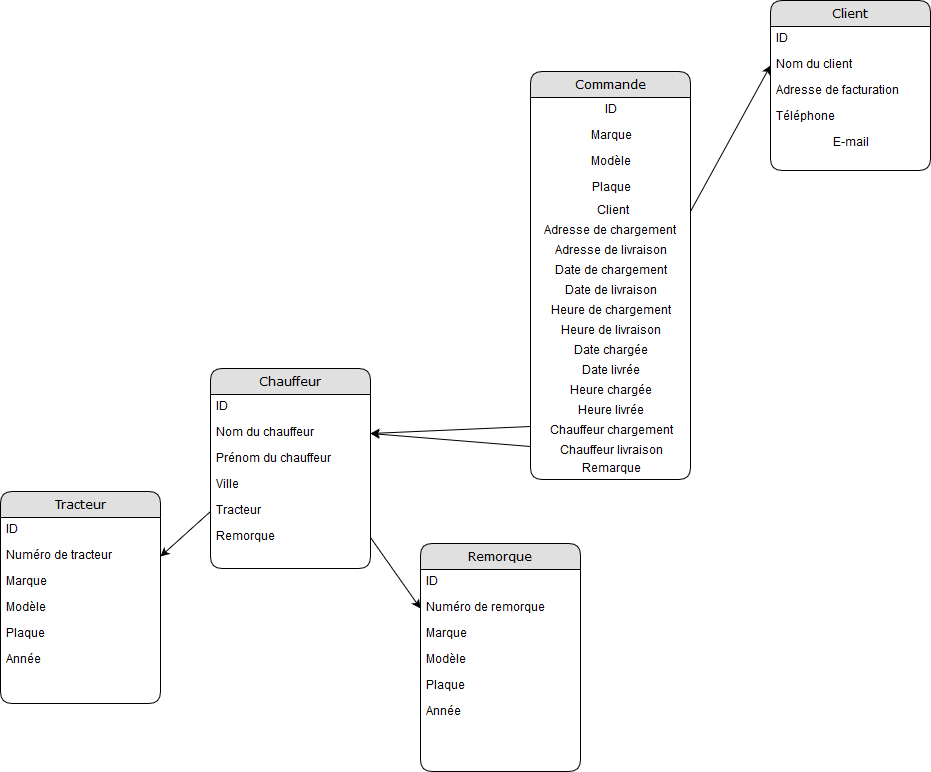 Client
ID
Nom du client
Adresse de facturation
Téléphone
E-mail
Commande
ID
Marque
Modèle
Plaque
Client
Adresse de chargement
Adresse de livraison
Date de chargement
Date de livraison
Heure de chargement
Heure de livraison
Date chargée
Date livrée
Heure chargée
Heure livrée
Chauffeur chargement
Chauffeur livraison
Remarque
Chauffeur
ID
Nom du chauffeur
Prénom du chauffeur
Ville
Tracteur
Remorque
Tracteur
ID
Numéro de tracteur
Marque
Modèle
Plaque
Année
Remorque
ID
Numéro de remorque
Marque
Modèle
Plaque
Année